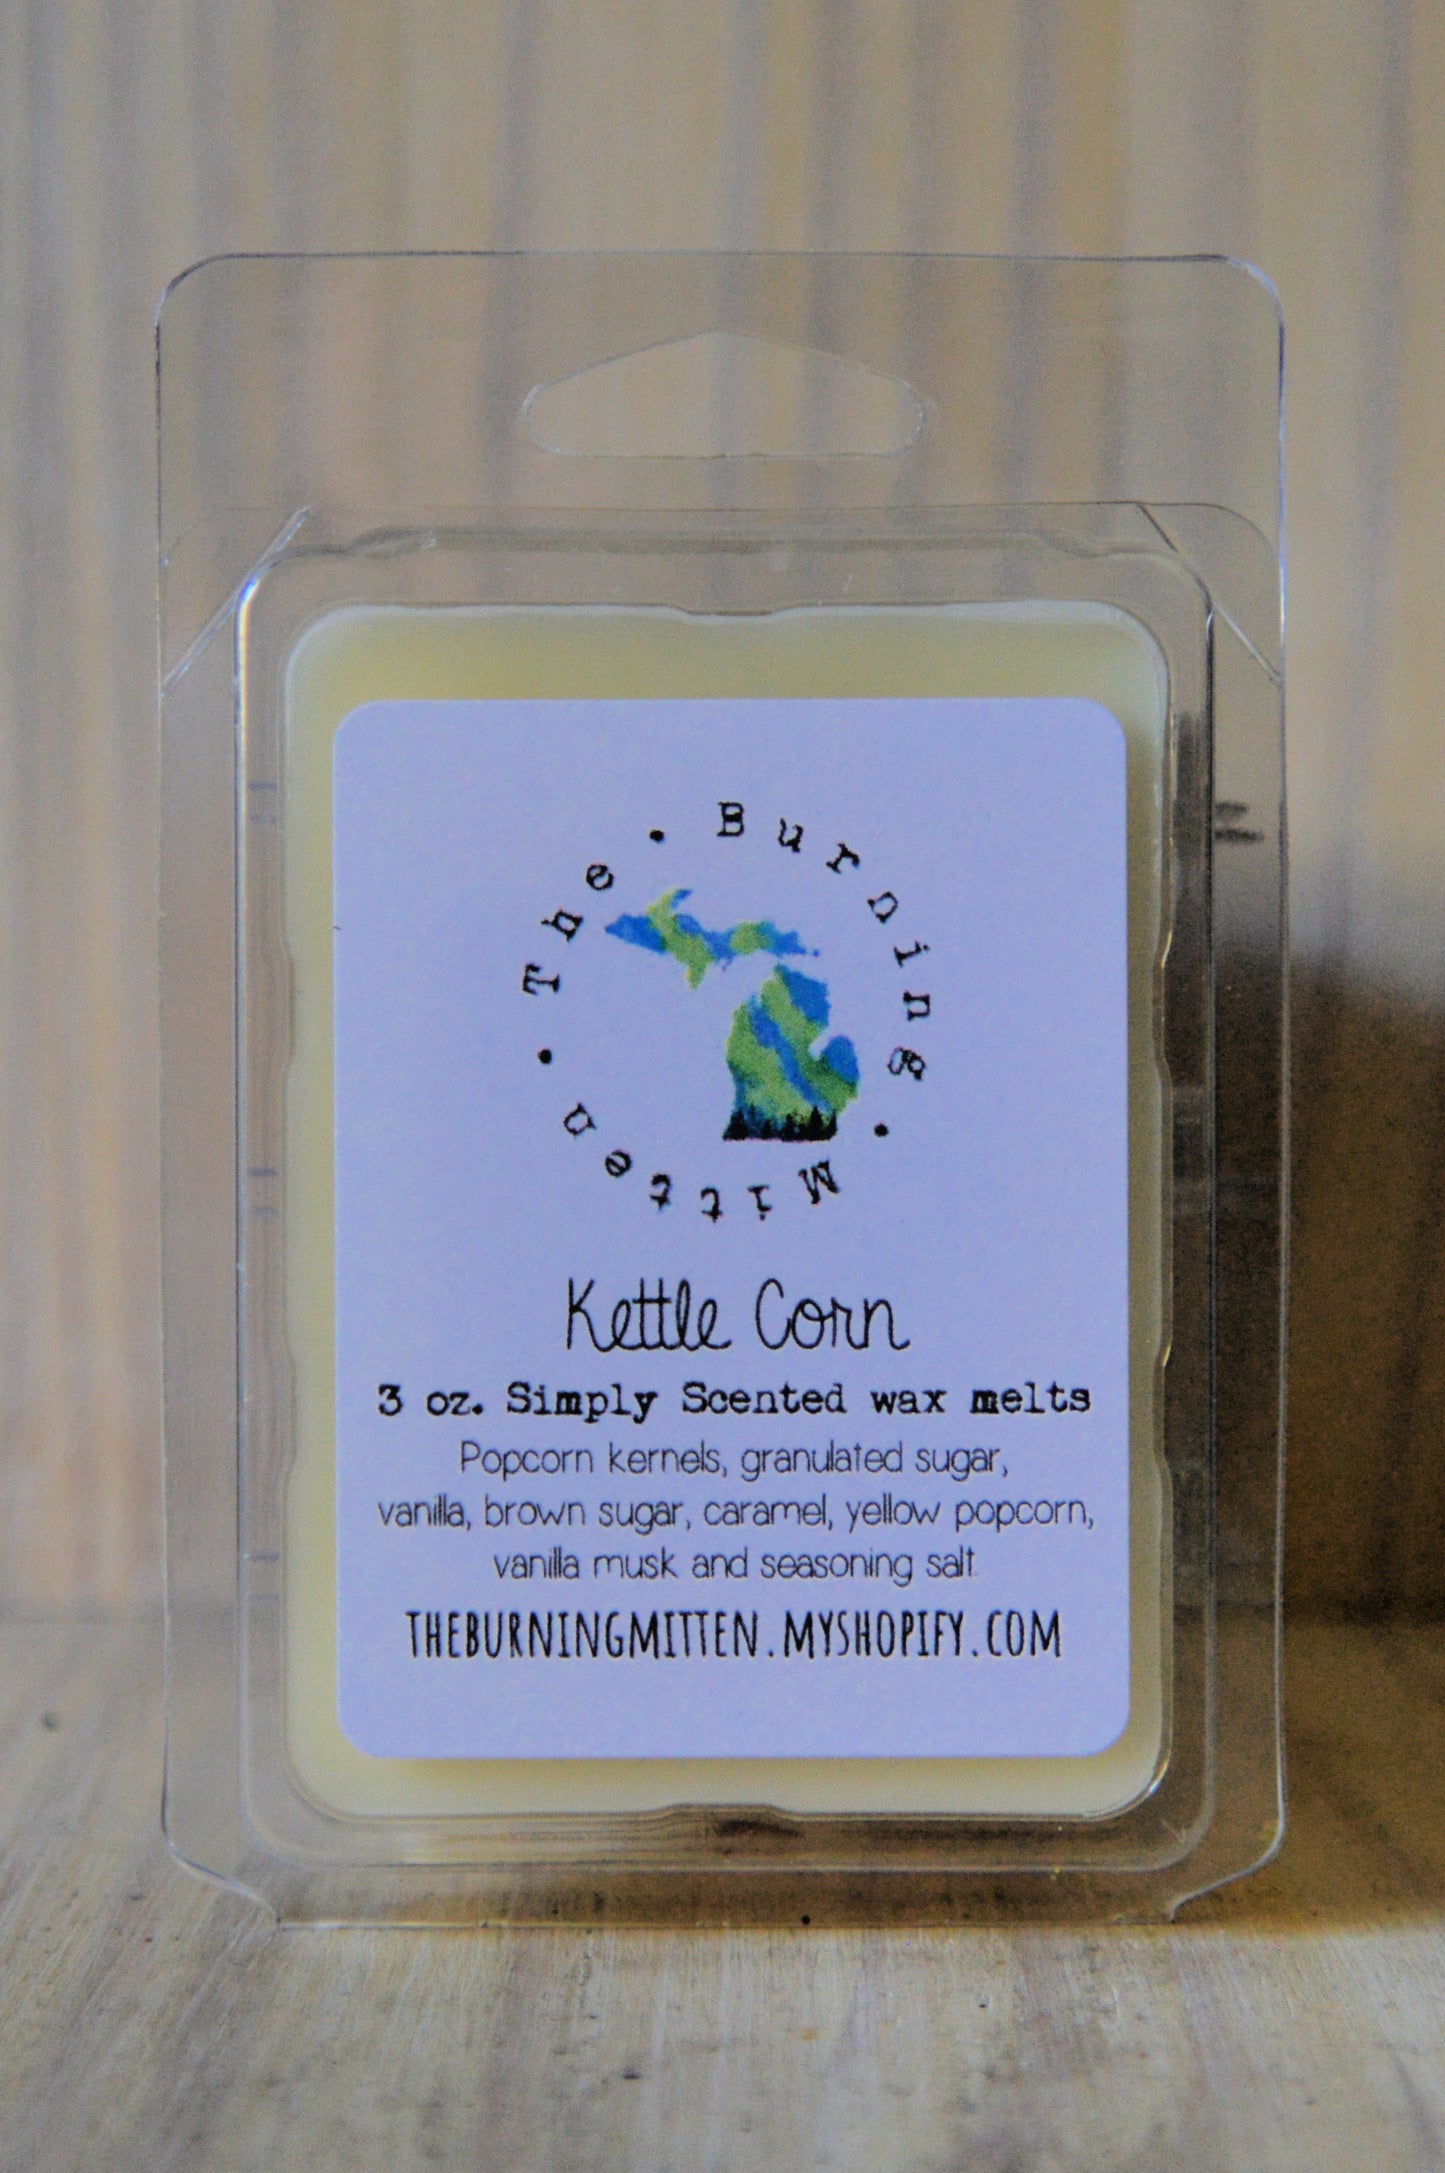 The • Burning • Mitten •
Kettle Corn
3 oz. Simply Scented wax melts
Popcorn kernels, granulated sugar,
vanilla, brown sugar, caramel, yellow popcorn,
vanilla musk and seasoning salt.
THEBURNINGMITTEN.MYSHOPIFY.COM